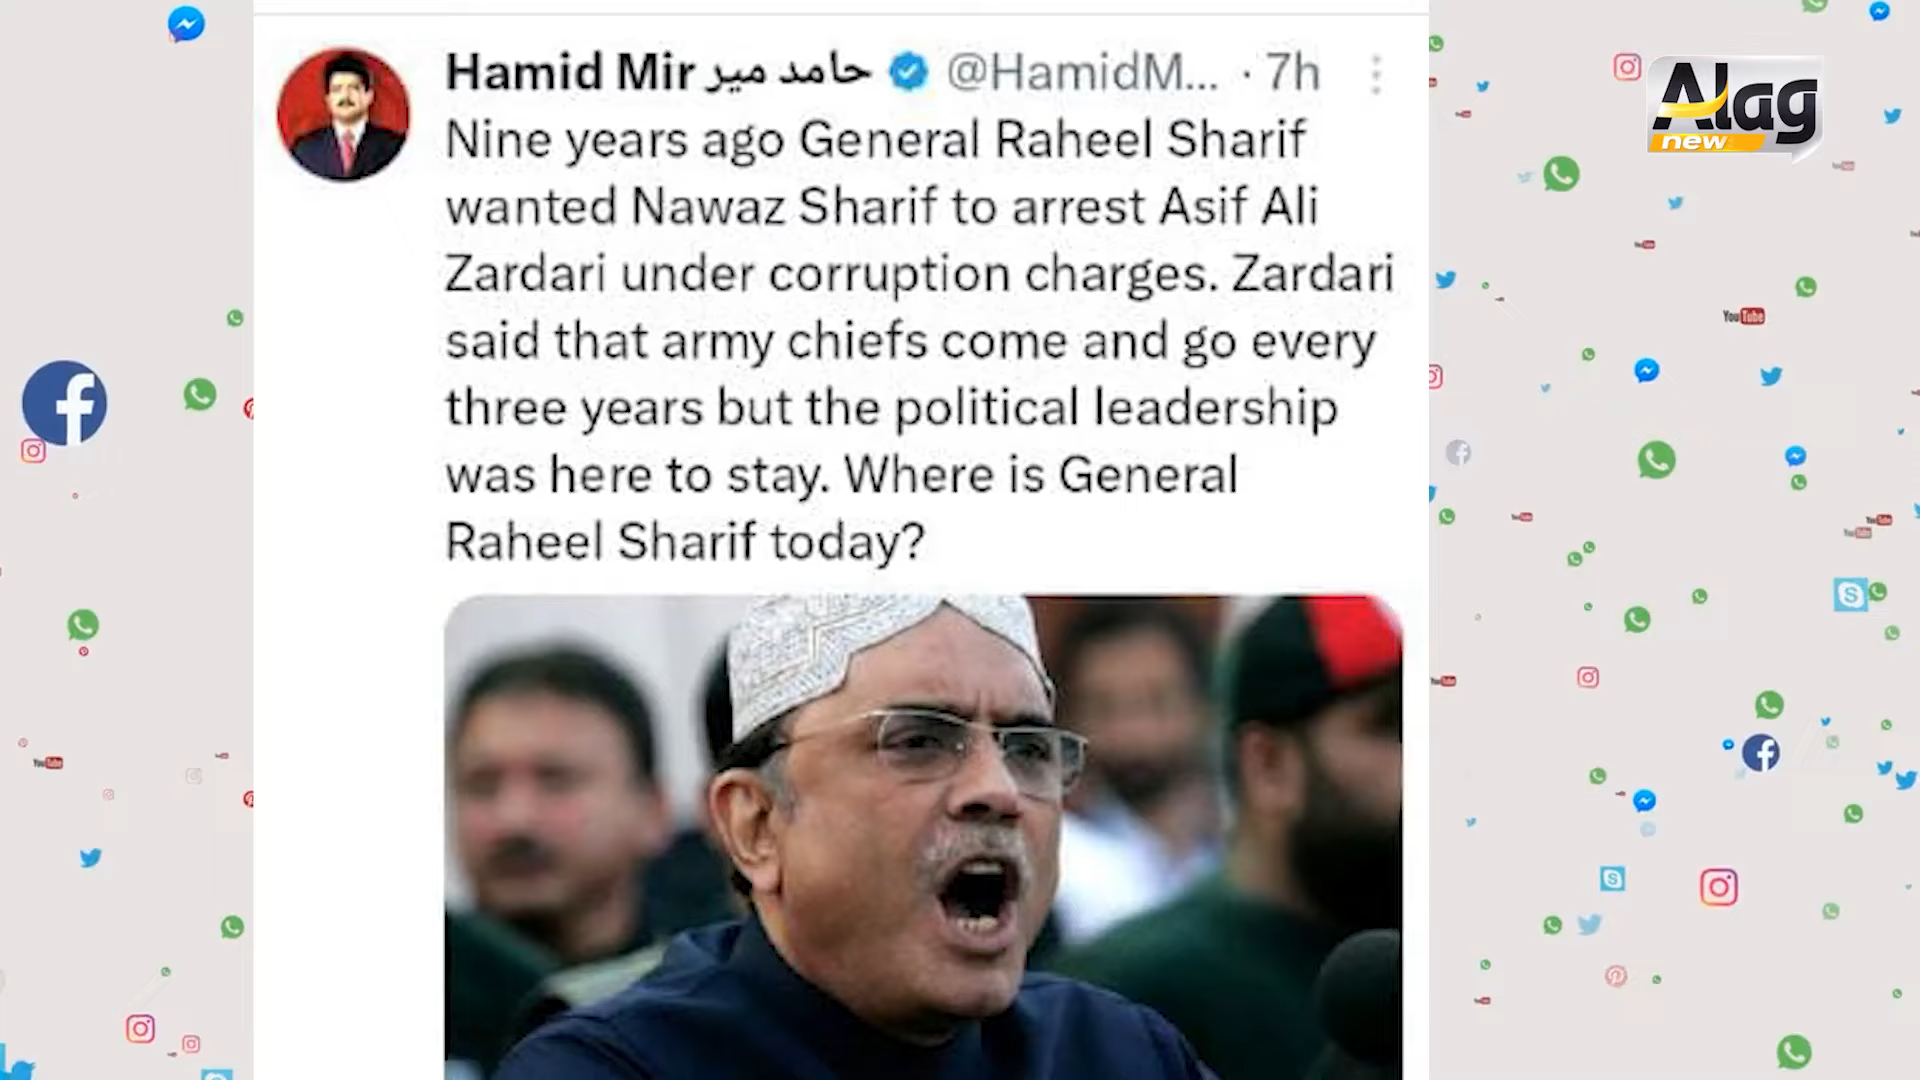 Hamid Mir حامد میر @HamidM... · 7h
Nine years ago General Raheel Sharif
wanted Nawaz Sharif to arrest Asif Ali
Zardari under corruption charges. Zardari
said that army chiefs come and go every
three years but the political leadership
was here to stay. Where is General
Raheel Sharif today?
Alag
new
YouTube
YouTube